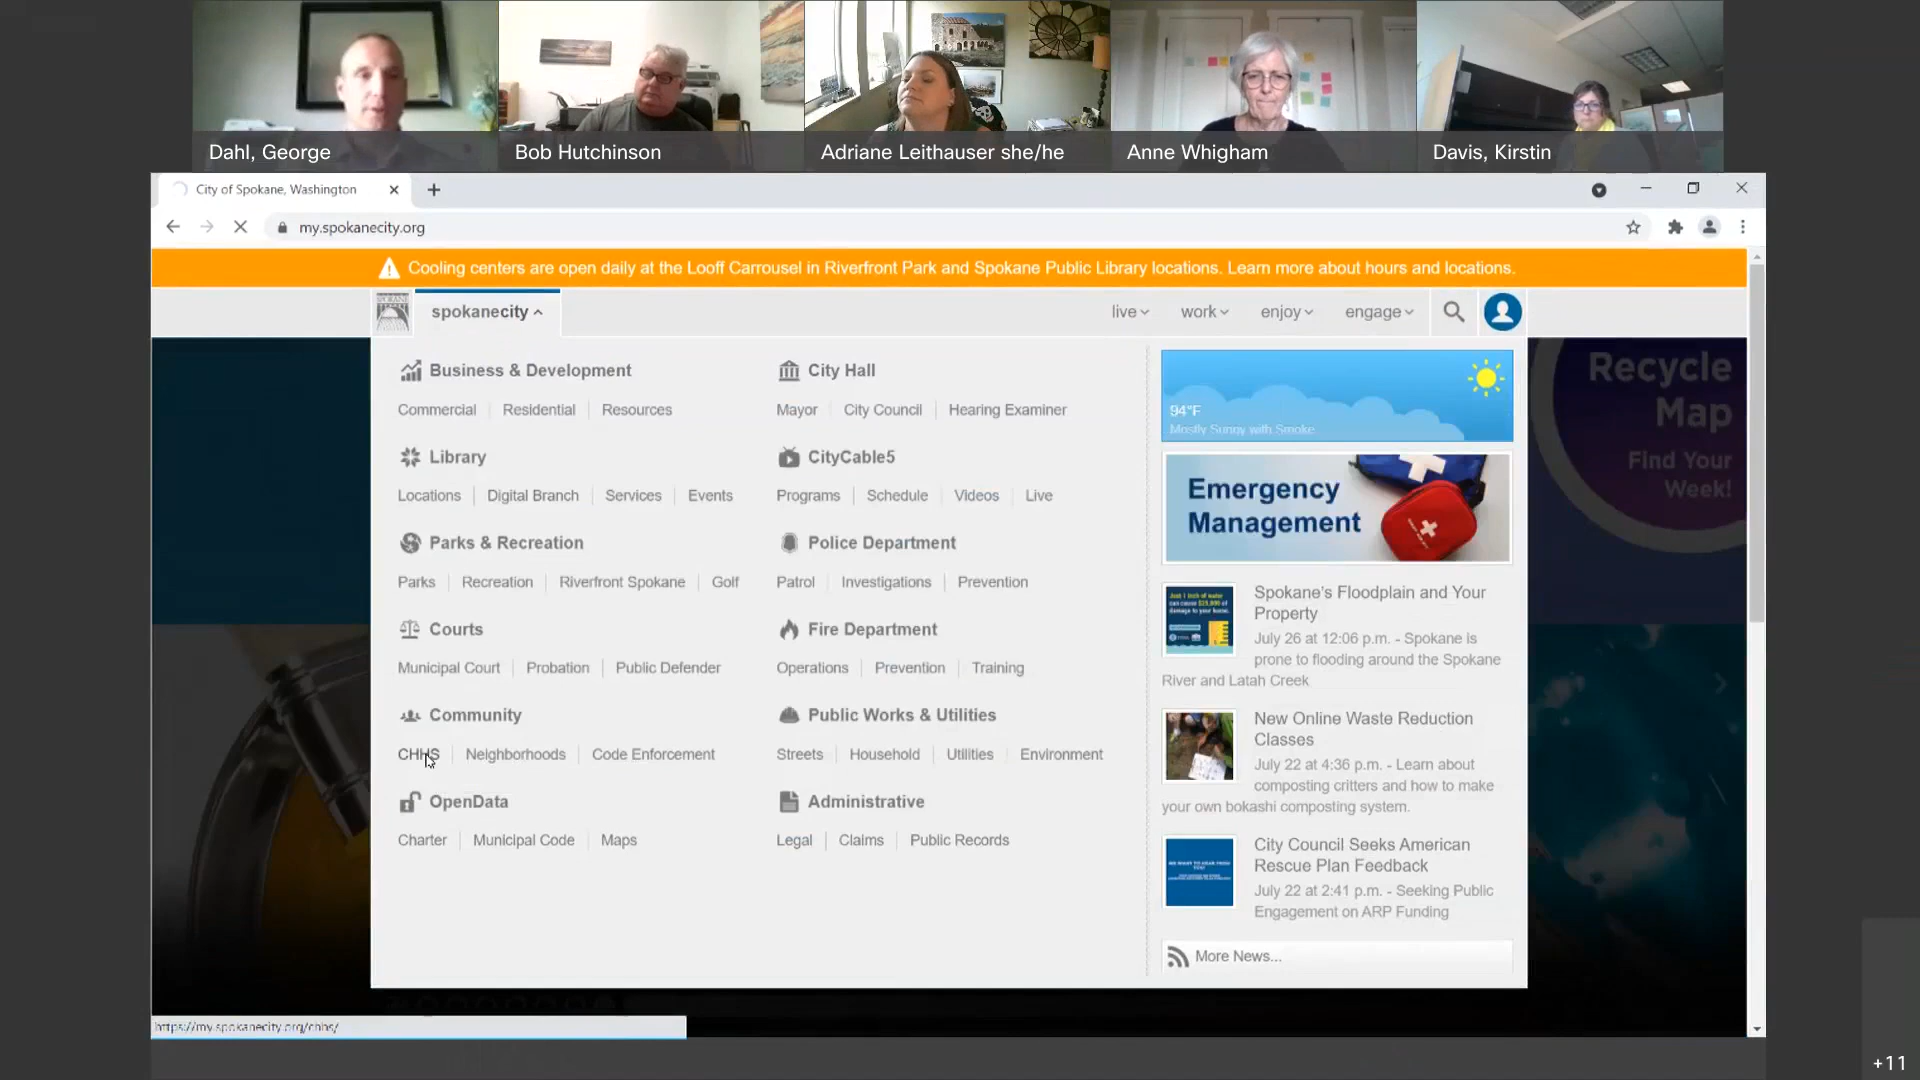 Dahl, George
Bob Hutchinson
Adriane Leithauser she/he
Anne Whigham
Davis, Kirstin
City of Spokane, Washington
my.spokanecity.org
Cooling centers are open daily at the Looff Carrousel in Riverfront Park and Spokane Public Library locations. Learn more about hours and locations.
spokanecity
live
work
enjoy
engage
Business & Development
Commercial
Residential
Resources
City Hall
Mayor
City Council
Hearing Examiner
Library
Locations
Digital Branch
Services
Events
CityCable5
Programs
Schedule
Videos
Live
Parks & Recreation
Parks
Recreation
Riverfront Spokane
Golf
Police Department
Patrol
Investigations
Prevention
Courts
Municipal Court
Probation
Public Defender
Fire Department
Operations
Prevention
Training
Community
CHHS
Neighborhoods
Code Enforcement
Public Works & Utilities
Streets
Household
Utilities
Environment
OpenData
Charter
Municipal Code
Maps
Administrative
Legal
Claims
Public Records
94°F
Mostly Sunny with Smoke
Emergency
Management
Spokane's Floodplain and Your
Property
July 26 at 12:06 p.m. - Spokane is
prone to flooding around the Spokane
River and Latah Creek
New Online Waste Reduction
Classes
July 22 at 4:36 p.m. - Learn about
composting critters and how to make
your own bokashi composting system.
City Council Seeks American
Rescue Plan Feedback
July 22 at 2:41 p.m. - Seeking Public
Engagement on ARP Funding
More News...
Recycle
Map
Find Your
Week!
https://my.spokanecity.org/chhs/
+11